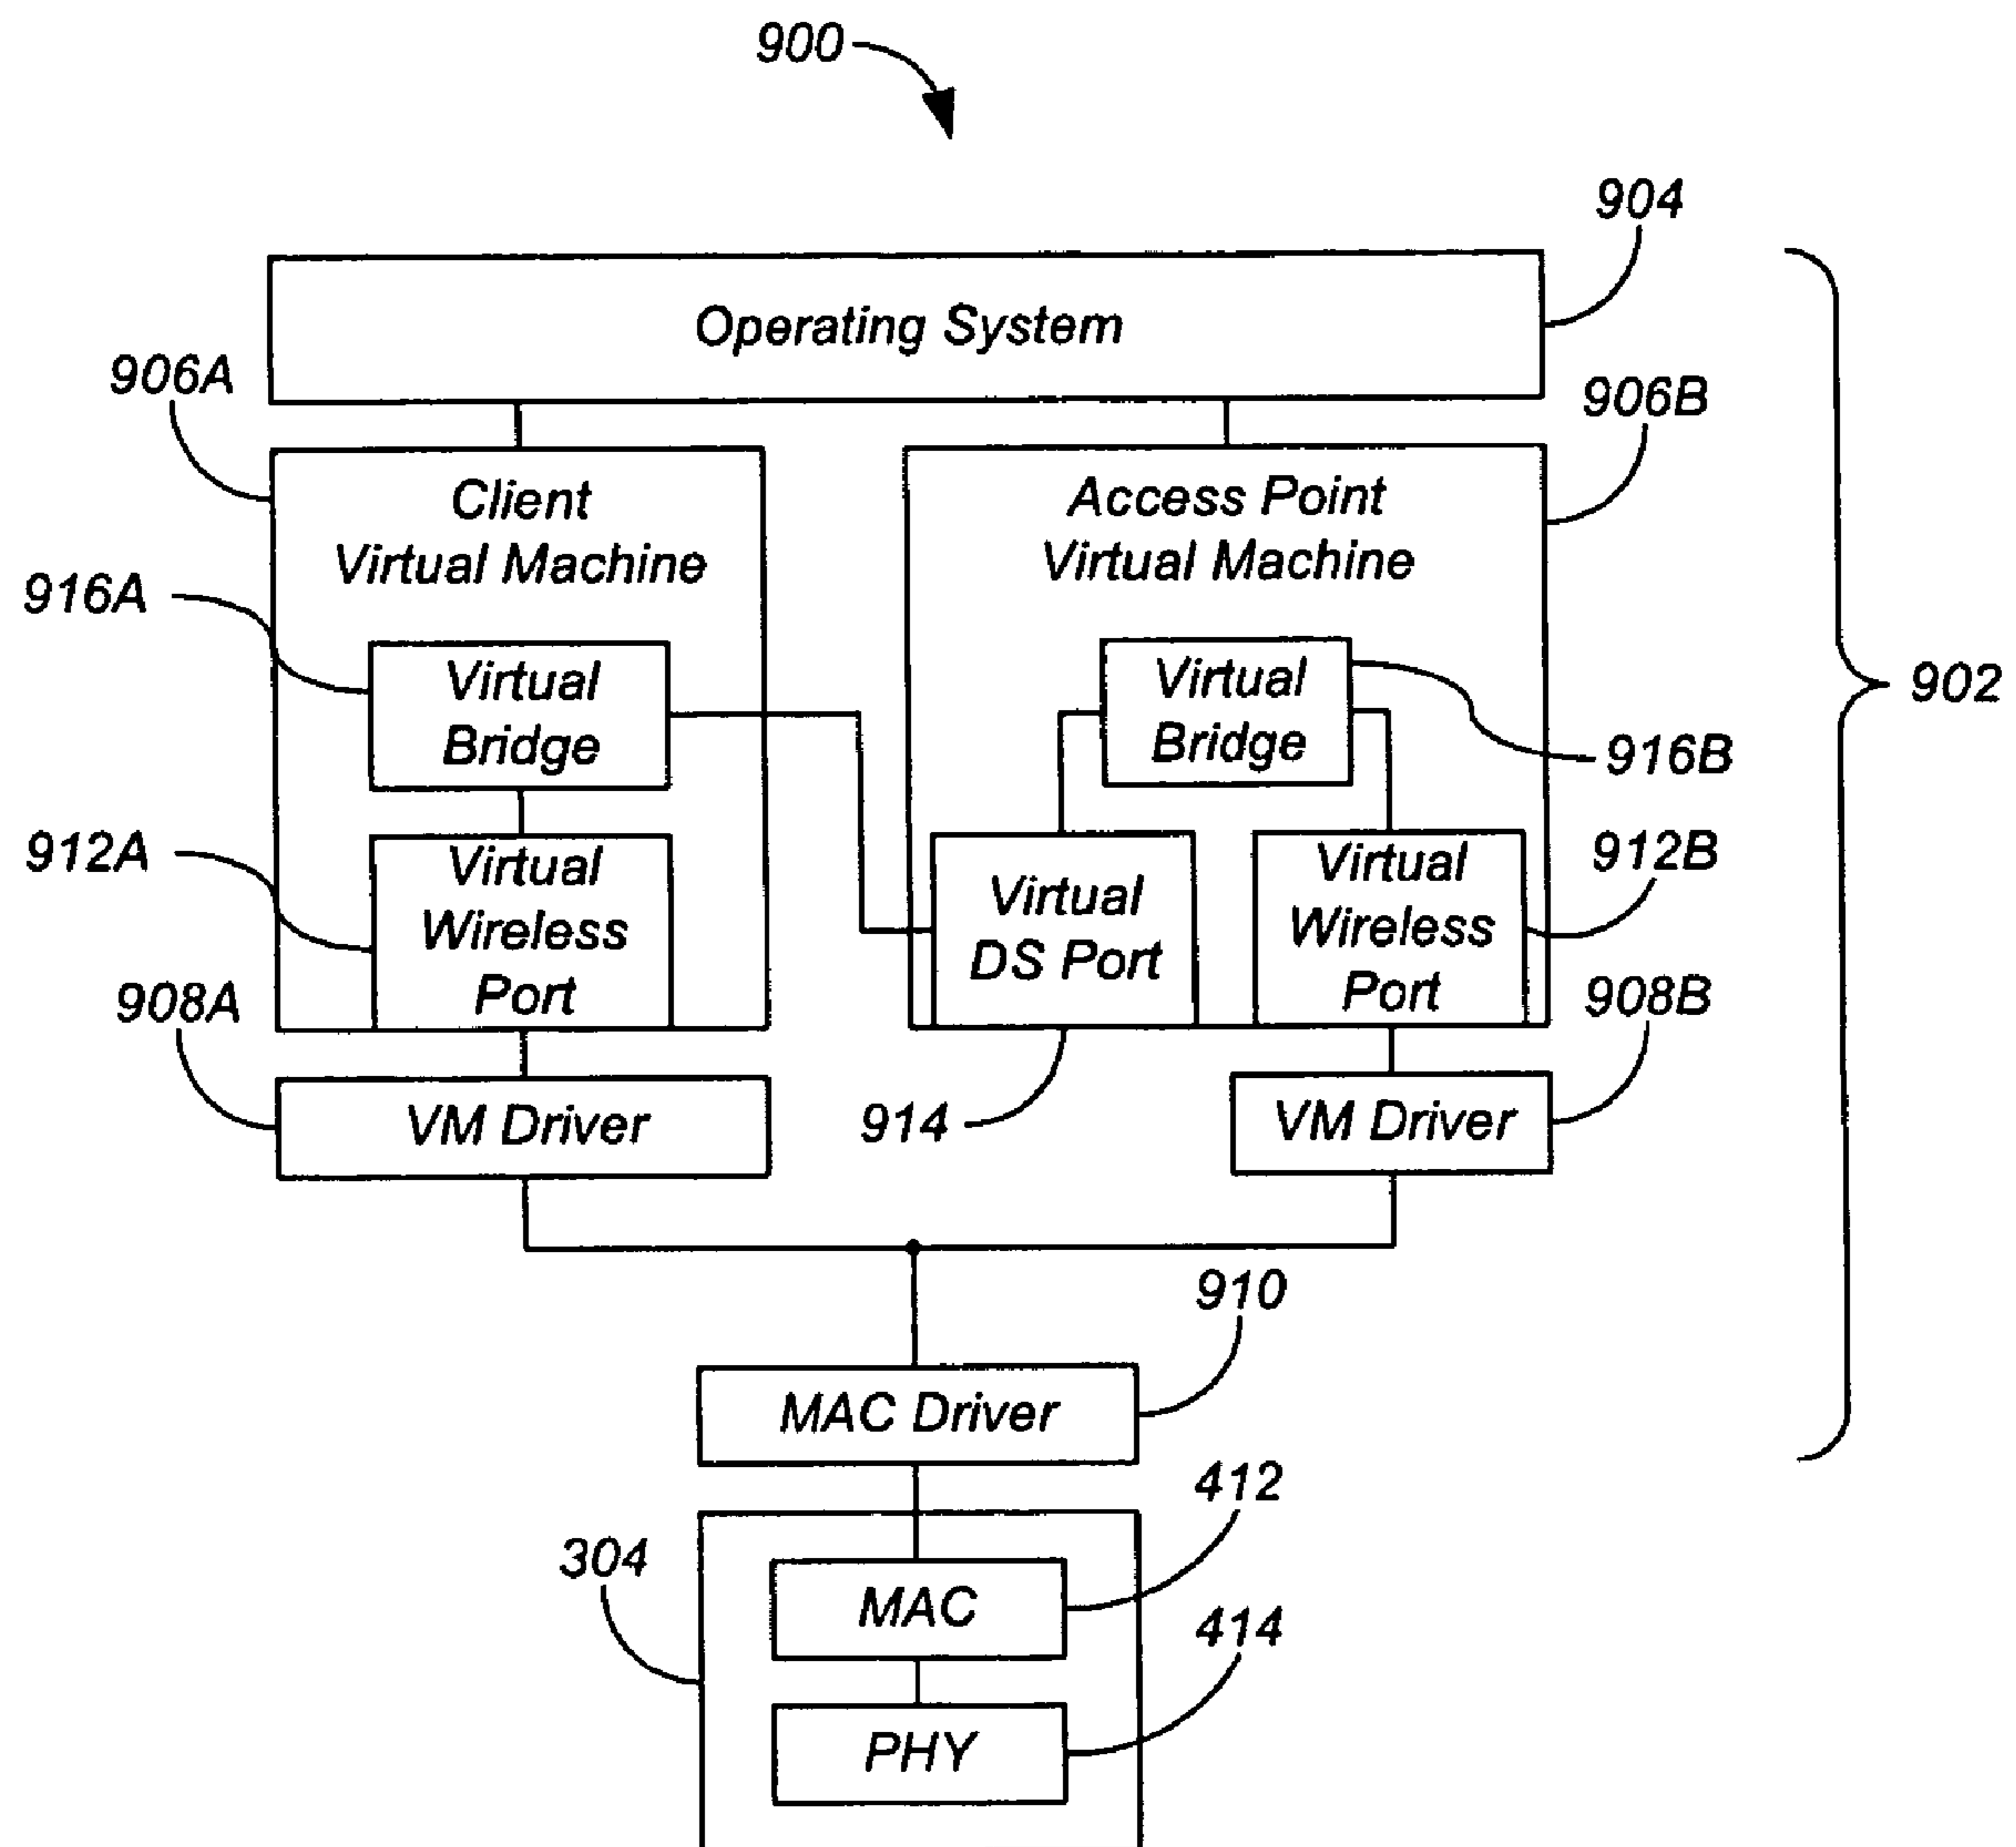 900
904
Operating System
906A
906B
Client
Virtual Machine
Access Point
Virtual Machine
916A
Virtual
Bridge
Virtual
Bridge
902
916B
912A
Virtual
Wireless
Port
Virtual
DS Port
Virtual
Wireless
Port
912B
908A
908B
VM Driver
914
VM Driver
910
MAC Driver
412
304
MAC
414
PHY